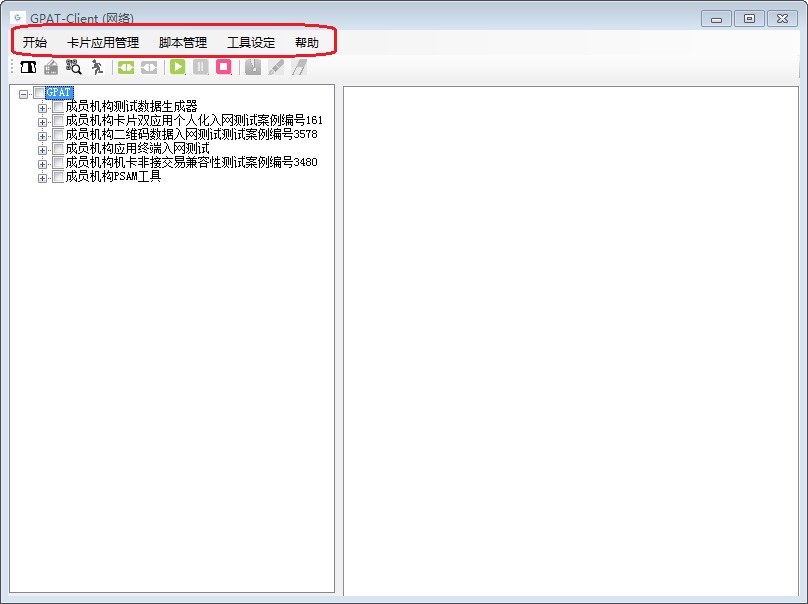 GPAT-Client (网络)
开始 卡片应用管理 脚本管理 工具设定 帮助
GPAT
成员机构测试数据生成器
成员机构卡片双应用个人化入网测试案例编号161
成员机构二维码数据入网测试测试案例编号3578
成员机构应用终端入网测试
成员机构机卡非接交易兼容性测试案例编号3480
成员机构PSAM工具